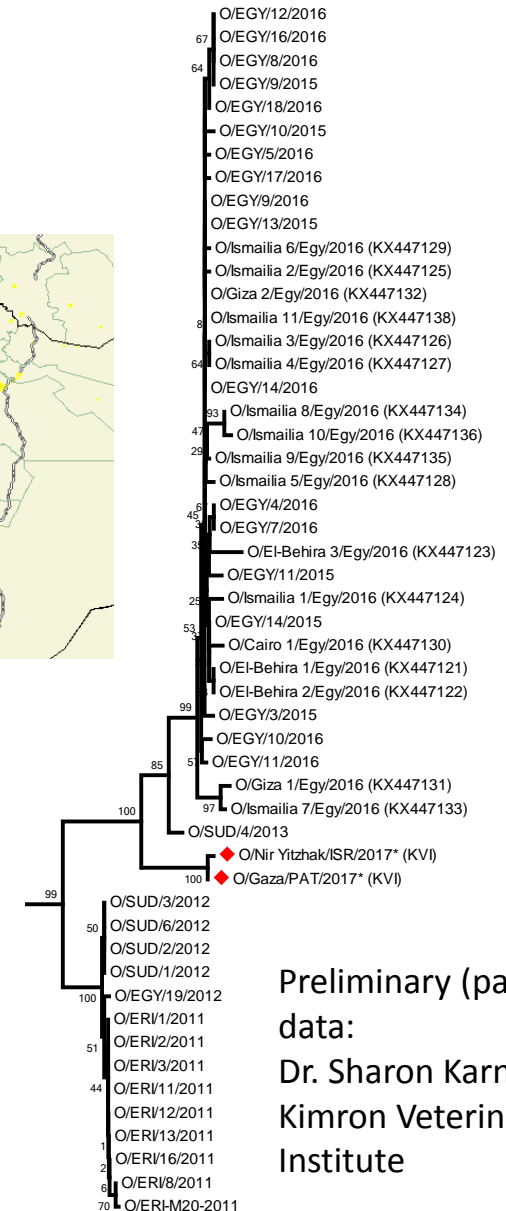 O/EGY/12/2016
67
O/EGY/16/2016
O/EGY/8/2016
64
O/EGY/9/2015
O/EGY/18/2016
O/EGY/10/2015
O/EGY/5/2016
O/EGY/17/2016
O/EGY/9/2016
O/EGY/13/2015
O/Ismailia 6/Egy/2016 (KX447129)
O/Ismailia 2/Egy/2016 (KX447125)
O/Giza 2/Egy/2016 (KX447132)
8 O/Ismailia 11/Egy/2016 (KX447138)
O/Ismailia 3/Egy/2016 (KX447126)
64 O/Ismailia 4/Egy/2016 (KX447127)
O/EGY/14/2016
93 O/Ismailia 8/Egy/2016 (KX447134)
47 O/Ismailia 10/Egy/2016 (KX447136)
29 O/Ismailia 9/Egy/2016 (KX447135)
O/Ismailia 5/Egy/2016 (KX447128)
O/EGY/4/2016
45
O/EGY/7/2016
35 O/El-Behira 3/Egy/2016 (KX447123)
O/EGY/11/2015
25 O/Ismailia 1/Egy/2016 (KX447124)
O/EGY/14/2015
53
O/Cairo 1/Egy/2016 (KX447130)
O/El-Behira 1/Egy/2016 (KX447121)
O/El-Behira 2/Egy/2016 (KX447122)
99 O/EGY/3/2015
O/EGY/10/2016
57 O/EGY/11/2016
85
O/Giza 1/Egy/2016 (KX447131)
97 O/Ismailia 7/Egy/2016 (KX447133)
100
O/SUD/4/2013
O/Nir Yitzhak/ISR/2017* (KVI)
100 O/Gaza/PAT/2017* (KVI)
99
O/SUD/3/2012
50 O/SUD/6/2012
O/SUD/2/2012
O/SUD/1/2012
100 O/EGY/19/2012
O/ERI/1/2011
51 O/ERI/2/2011
O/ERI/3/2011
44 O/ERI/11/2011
O/ERI/12/2011
O/ERI/13/2011
1
O/ERI/16/2011
2
6 O/ERI/8/2011
70 O/ERI-M20-2011
Preliminary
data:
Dr. Sharon
Kimron
Institute